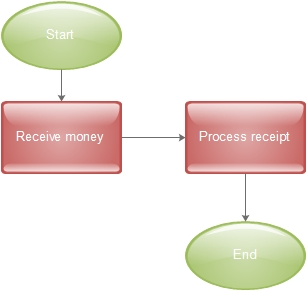 Start
Receive money
Process receipt
End